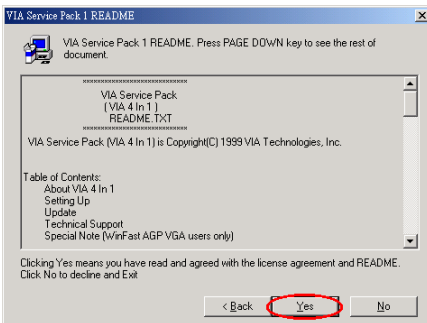 VIA Service Pack 1 README
VIA Service Pack 1 README. Press PAGE DOWN key to see the rest of
document.
××××××××××××××××××××××××××××
VIA Service Pack
( VIA 4 In 1 )
README.TXT
××××××××××××××××××××××××××××
VIA Service Pack (VIA 4 In 1) is Copyright(C) 1999 VIA Technologies, Inc.
Table of Contents:
About VIA 4 In 1
Setting Up
Update
Technical Support
Special Note (WinFast AGP VGA users only)
Clicking Yes means you have read and agreed with the license agreement and README.
Click No to decline and Exit
< Back
Yes
No